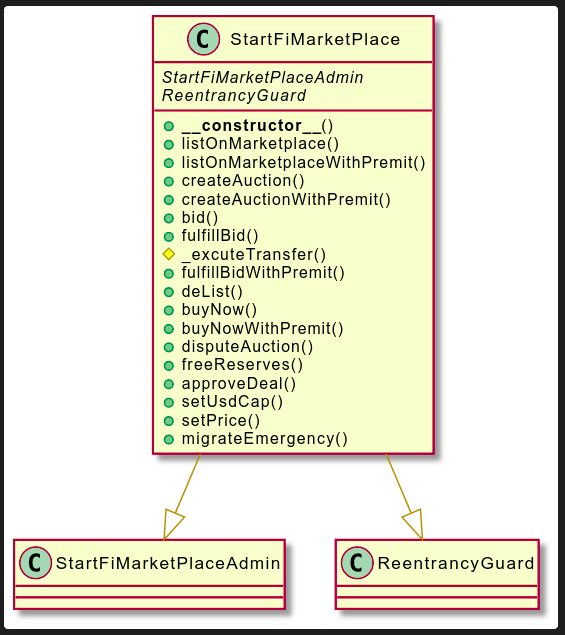 C StartFiMarketPlace
StartFiMarketPlaceAdmin
ReentrancyGuard
__constructor__()
listOnMarketplace()
listOnMarketplaceWithPremit()
createAuction()
createAuctionWithPremit()
bid()
fulfillBid()
_excuteTransfer()
fulfillBidWithPremit()
deList()
buyNow()
buyNowWithPremit()
disputeAuction()
freeReserves()
approveDeal()
setUsdCap()
setPrice()
migrateEmergency()
C StartFiMarketPlaceAdmin
C ReentrancyGuard